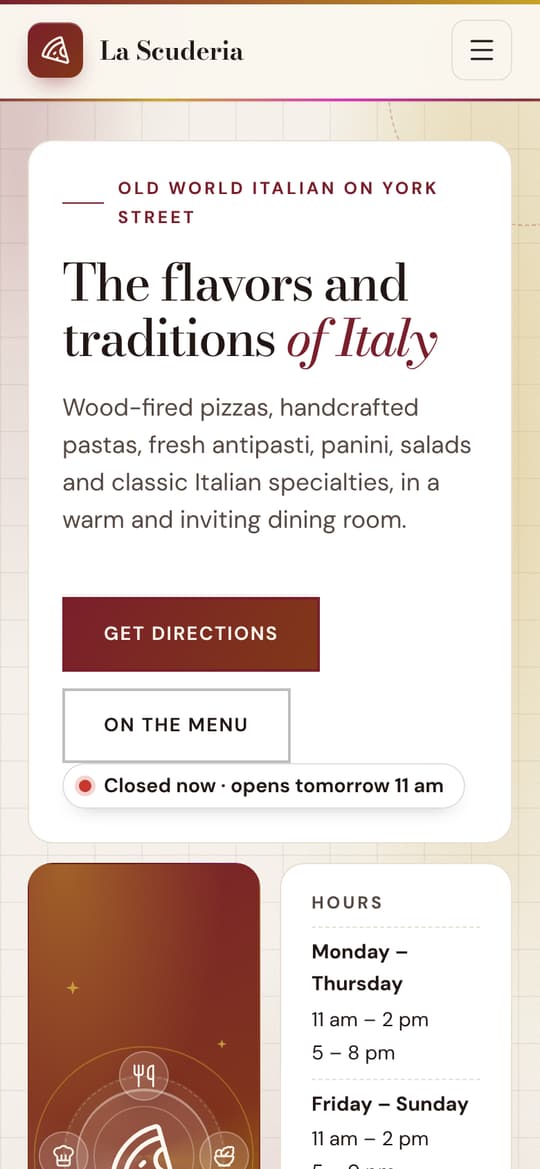 La Scuderia
OLD WORLD ITALIAN ON YORK
STREET
The flavors and
traditions of Italy
Wood-fired pizzas, handcrafted
pastas, fresh antipasti, panini, salads
and classic Italian specialties, in a
warm and inviting dining room.
GET DIRECTIONS
ON THE MENU
Closed now · opens tomorrow 11 am
HOURS
Monday –
Thursday
11 am – 2 pm
5 – 8 pm
Friday – Sunday
11 am – 2 pm